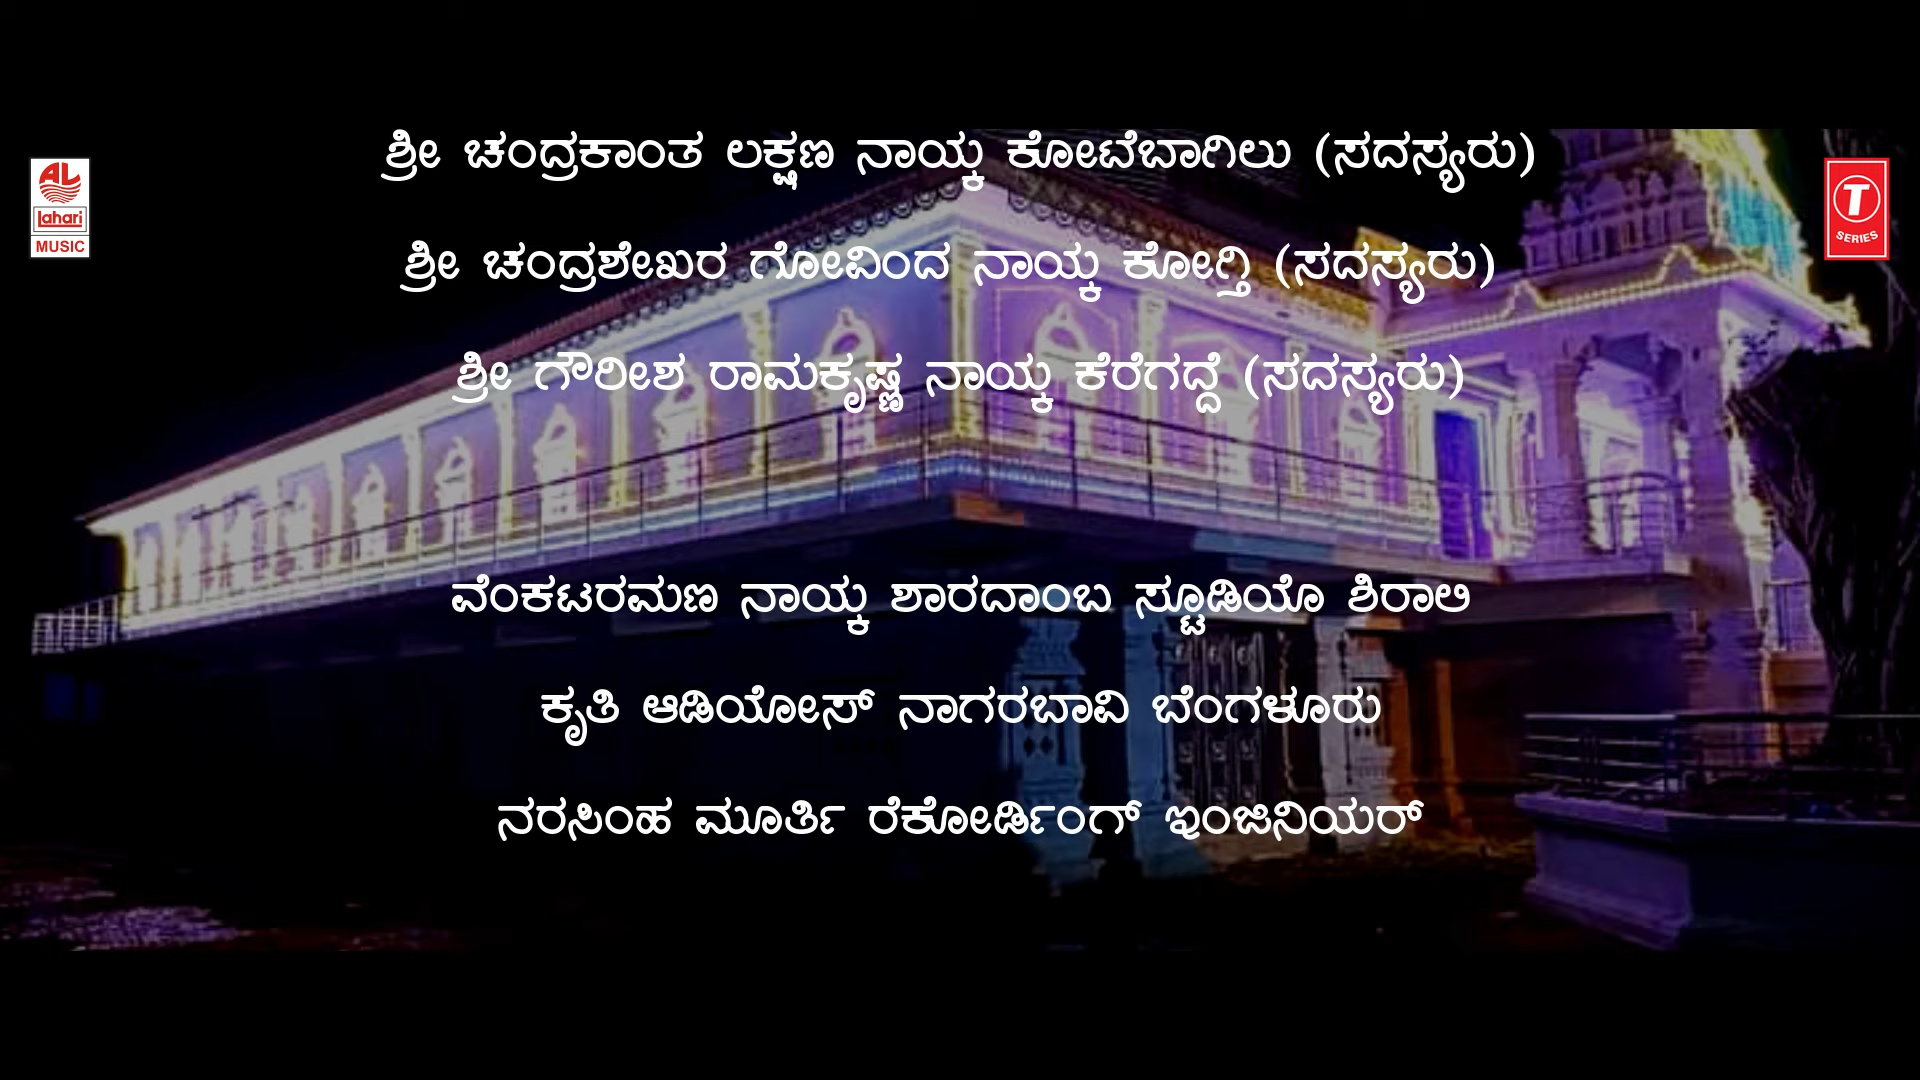 ಶ್ರೀ ಚಂದ್ರಕಾಂತ ಲಕ್ಷಣ ನಾಯ್ಕ ಕೋಟೆಬಾಗಿಲು (ಸದಸ್ಯರು)
AL
lahari
MUSIC
T
SERIES
ಶ್ರೀ ಚಂದ್ರಶೇಖರ ಗೋವಿಂದ ನಾಯ್ಕ ಕೋಗ್ತಿ (ಸದಸ್ಯರು)
ಶ್ರೀ ಗೌರೀಶ ರಾಮಕೃಷ್ಣ ನಾಯ್ಕ ಕೆರೆಗದ್ದೆ (ಸದಸ್ಯರು)
ವೆಂಕಟರಮಣ ನಾಯ್ಕ ಶಾರದಾಂಬ ಸ್ಟೂಡಿಯೊ ಶಿರಾಲಿ
ಕೃತಿ ಆಡಿಯೋಸ್ ನಾಗರಬಾವಿ ಬೆಂಗಳೂರು
ನರಸಿಂಹ ಮೂರ್ತಿ ರೆಕೋರ್ಡಿಂಗ್ ಇಂಜಿನಿಯರ್